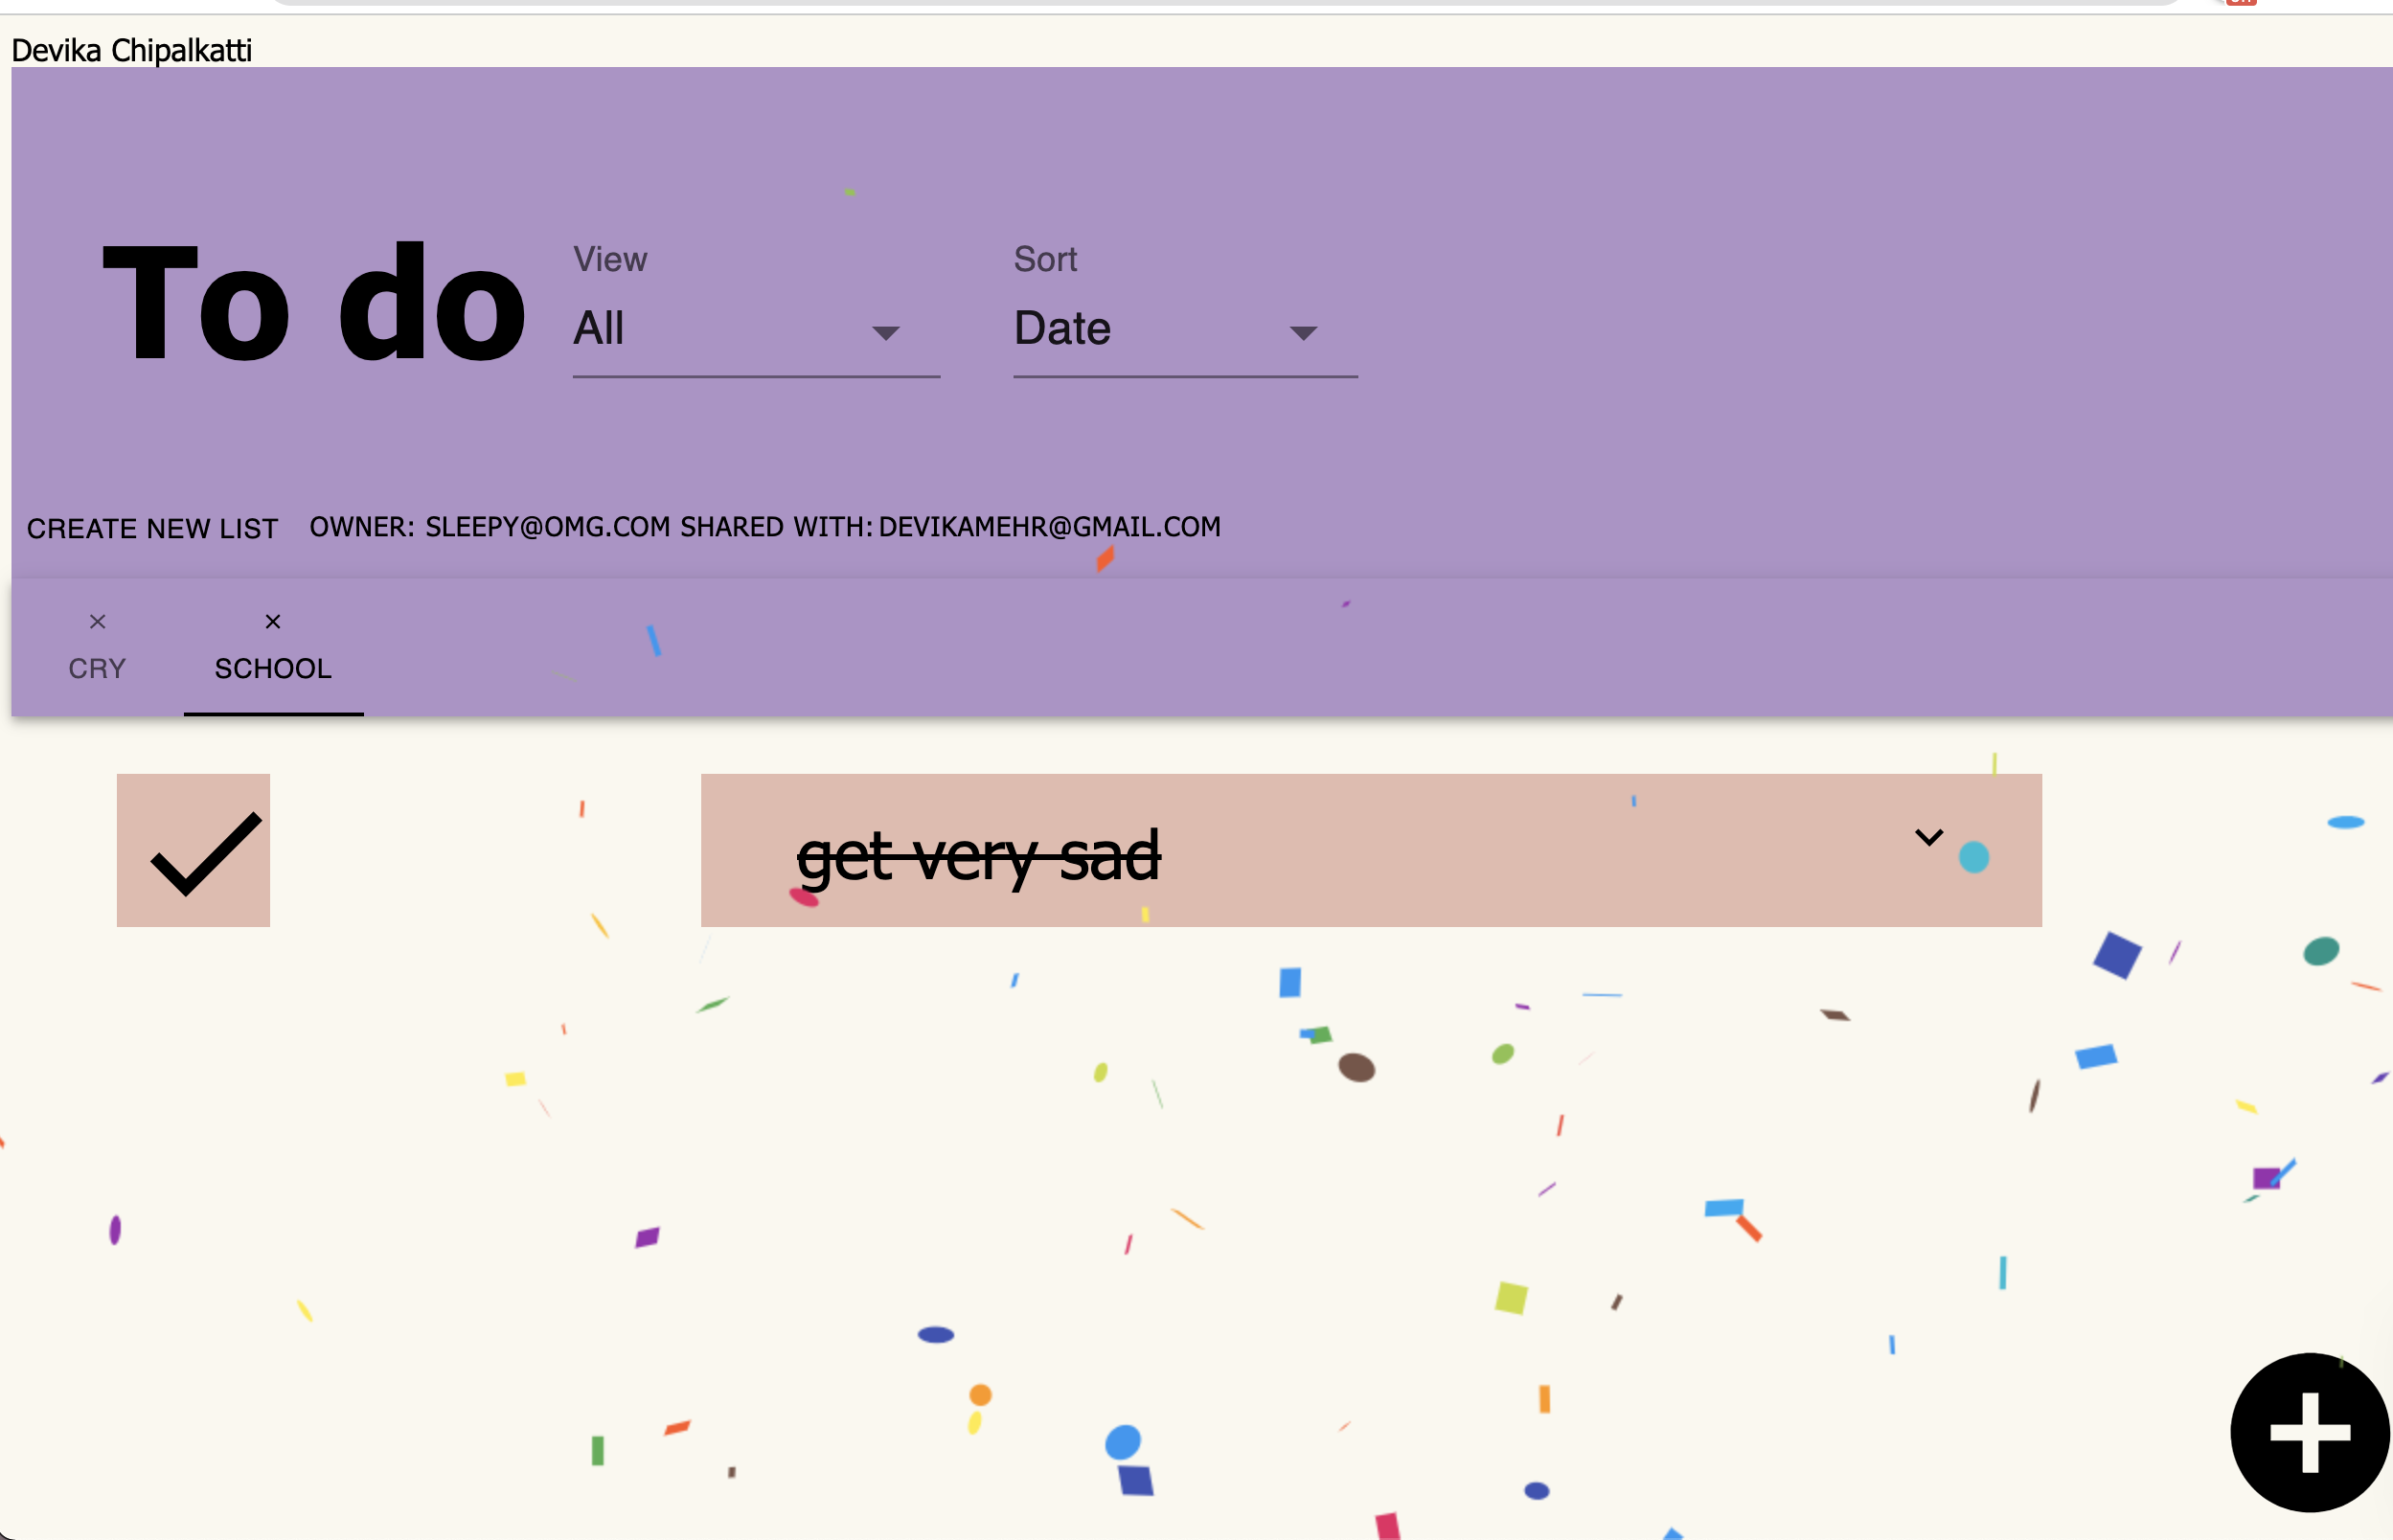 Devika Chipalkatti
To do
View
All
Sort
Date
CREATE NEW LIST OWNER: SLEEPY@OMG.COM SHARED WITH: DEVIKAMEHR@GMAIL.COM
× ×
CRY SCHOOL
get very sad